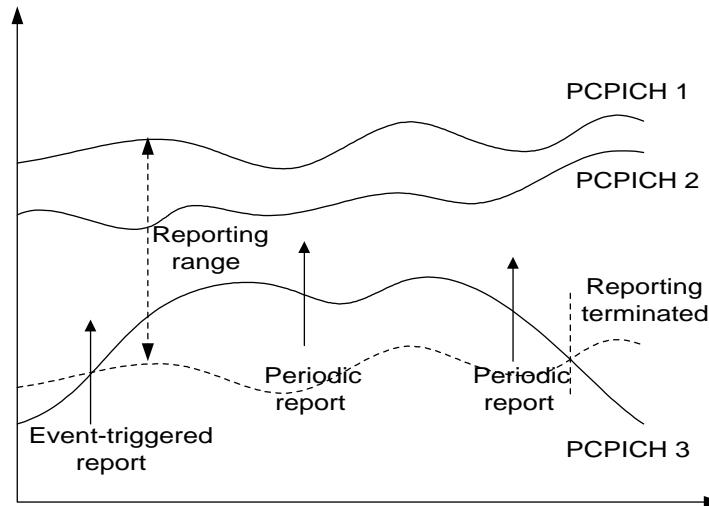 PCPICH 1
PCPICH 2
Reporting
range
Reporting
terminated
Periodic
report
Periodic
report
Event-triggered
report
PCPICH 3